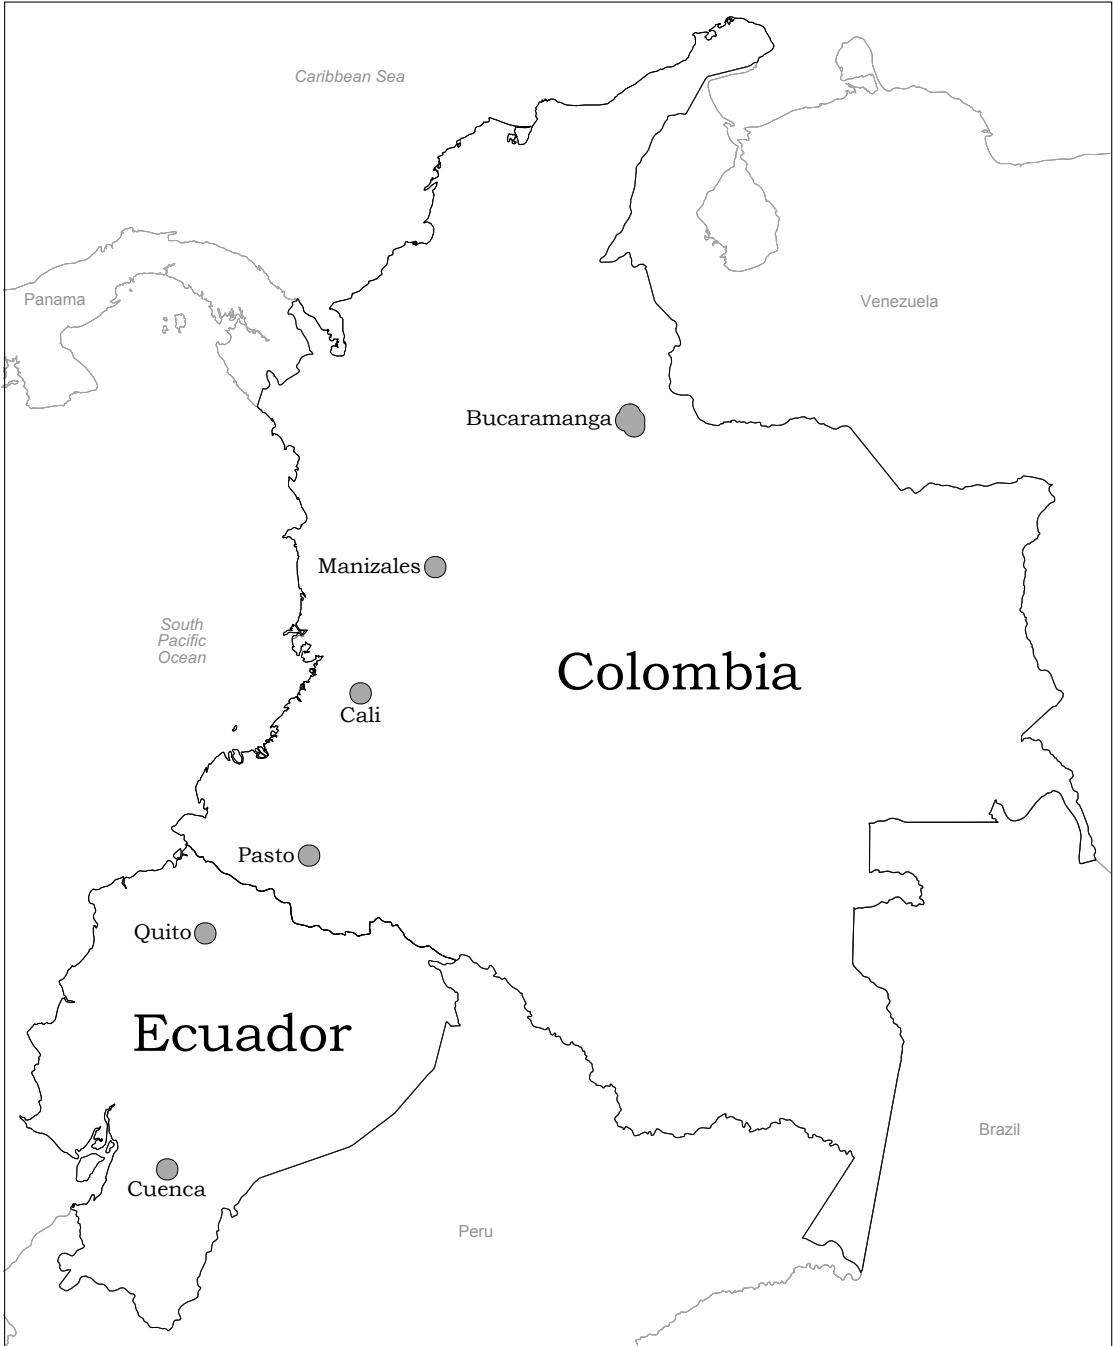 Caribbean Sea
Panama
Venezuela
Bucaramanga
Manizales
South
Pacific
Ocean
Colombia
Cali
Pasto
Quito
Ecuador
Brazil
Cuenca
Peru